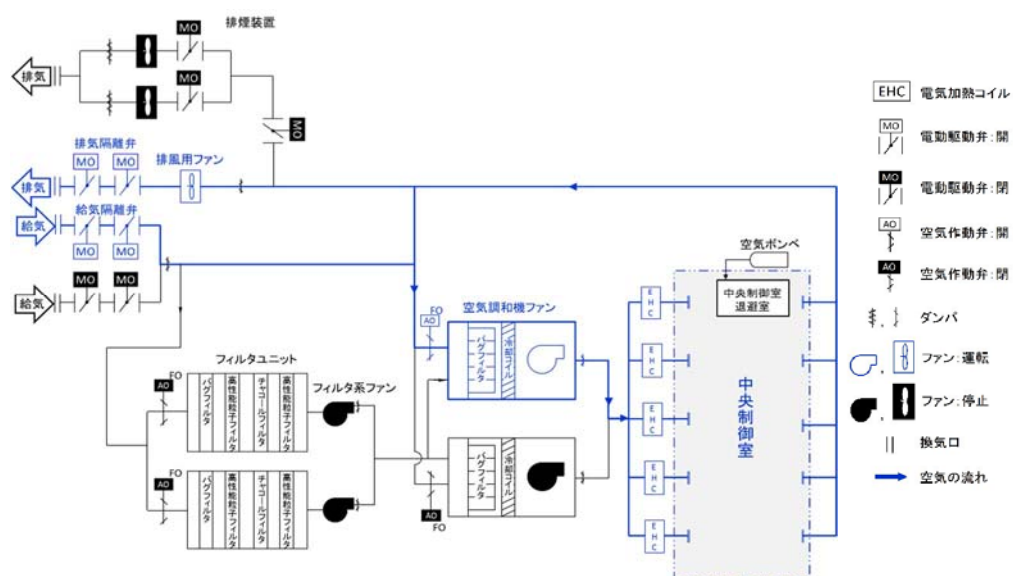 排煙装置
MO
排気
MO
MO
排気隔離弁
MO
MO
排風用ファン
排気
給気隔離弁
給気
MO
MO
MO
MO
給気
空気ボンベ
中央制御室
退避室
空気調和機ファン
FO
AO
バグフィルタ
冷却コイル
EHC
EHC
EHC
EHC
EHC
中央制御室
フィルタユニット
フィルタ系ファン
FO
AO
バグフィルタ
高性能粒子フィルタ
チャコールフィルタ
高性能粒子フィルタ
FO
AO
バグフィルタ
高性能粒子フィルタ
チャコールフィルタ
高性能粒子フィルタ
バグフィルタ
冷却コイル
AO
FO
EHC 電気加熱コイル
MO 電動駆動弁:開
MO 電動駆動弁:閉
AO 空気作動弁:開
AO 空気作動弁:閉
ダンパ
ファン:運転
ファン:停止
換気口
空気の流れ